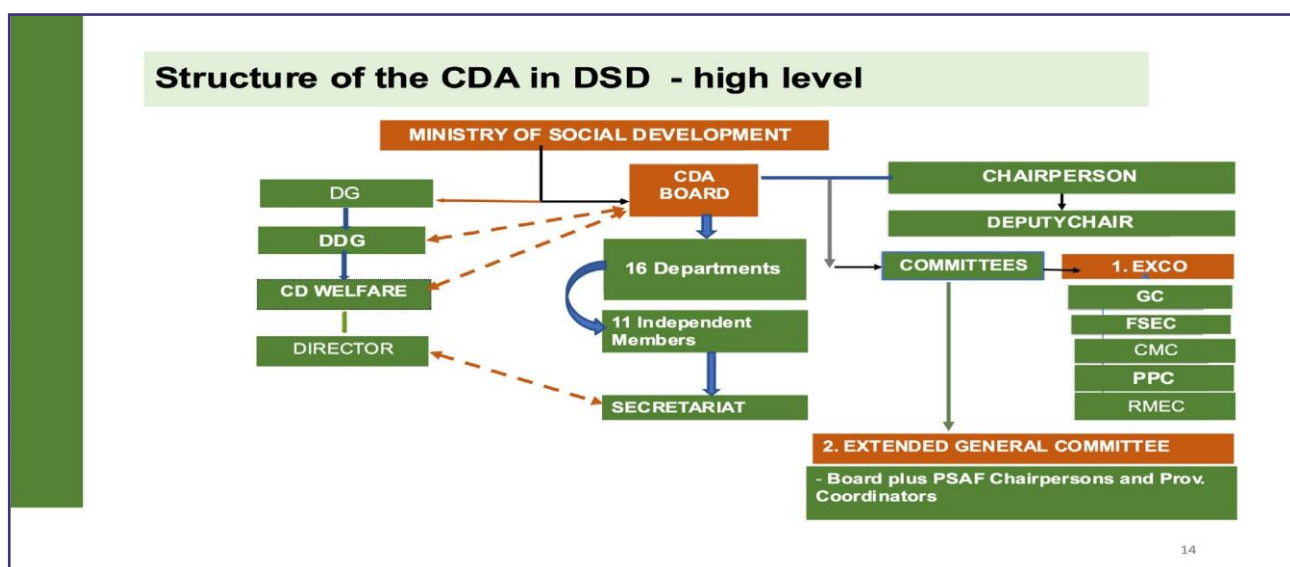 Structure of the CDA in DSD - high level
MINISTRY OF SOCIAL DEVELOPMENT
DG
DDG
CD WELFARE
DIRECTOR
CDA
BOARD
16 Departments
11 Independent
Members
SECRETARIAT
CHAIRPERSON
DEPUTYCHAIR
COMMITTEES
1. EXCO
GC
FSEC
CMC
PPC
RMEC
2. EXTENDED GENERAL COMMITTEE
- Board plus PSAF Chairpersons and Prov.
Coordinators
14